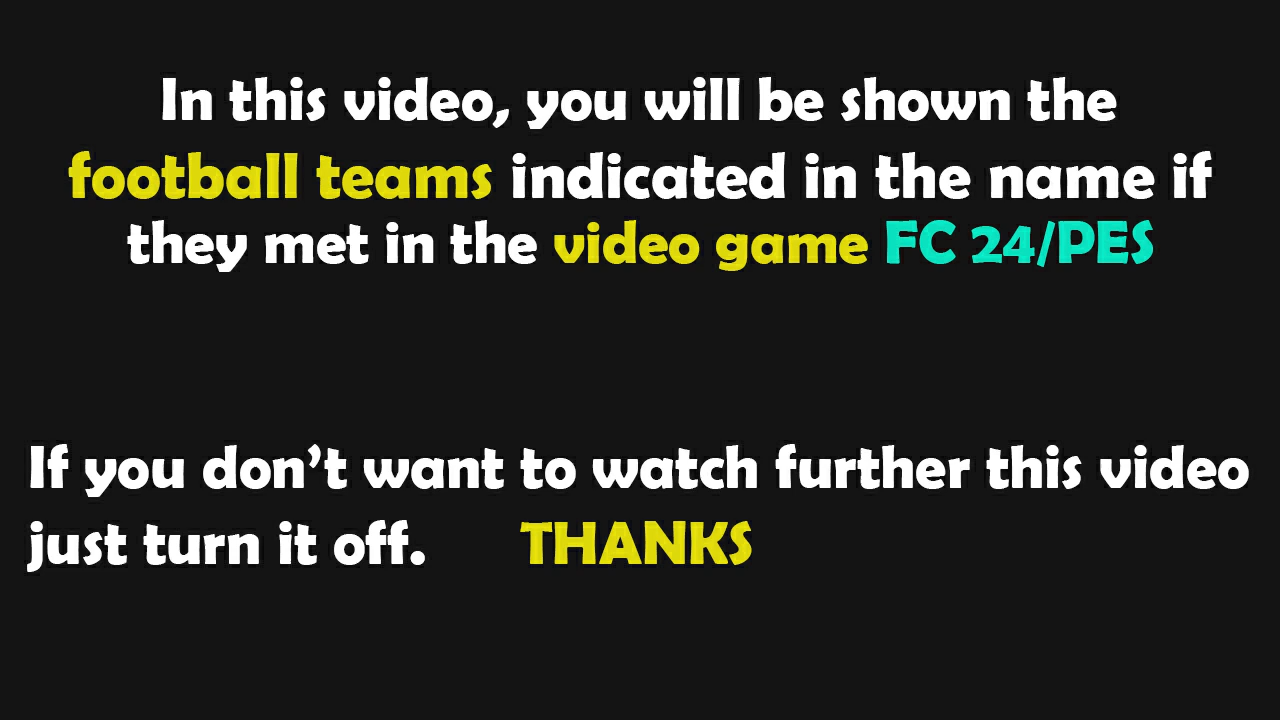 In this video, you will be shown the
football teams indicated in the name if
they met in the video game FC 24/PES
If you don't want to watch further this video
just turn it off. THANKS